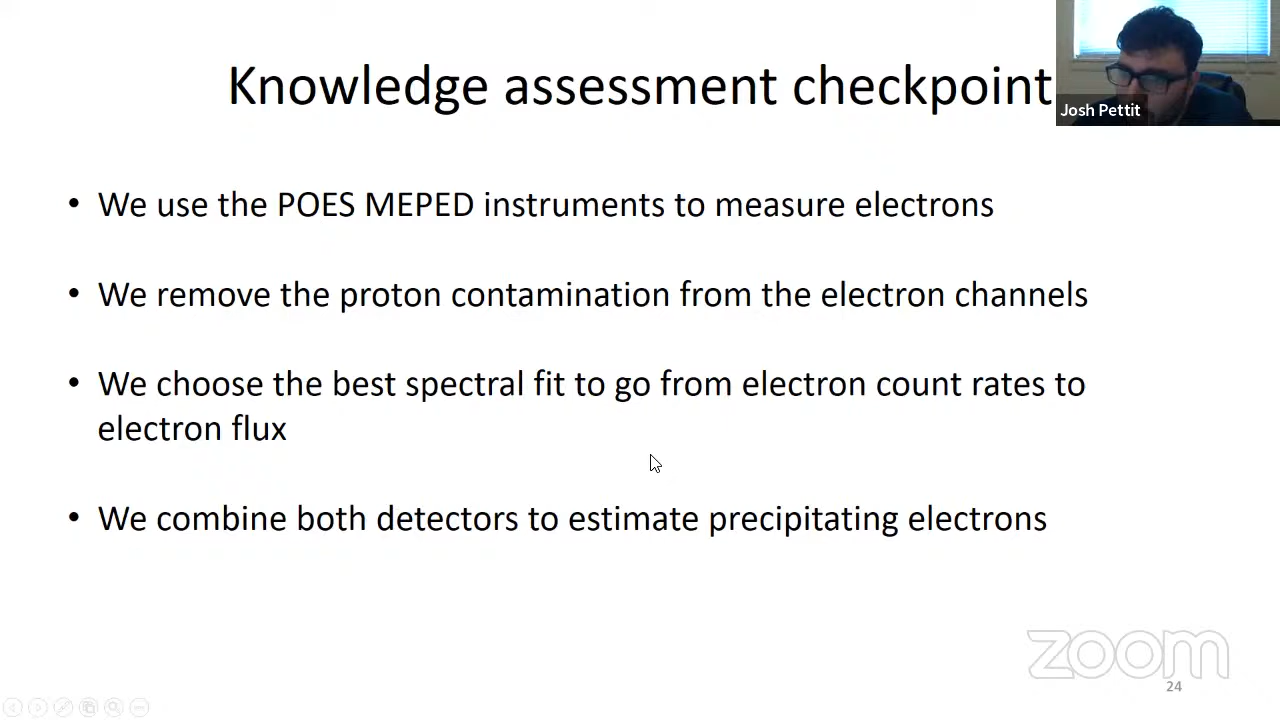 Knowledge assessment checkpoint
Josh Pettit
• We use the POES MEPED instruments to measure electrons
• We remove the proton contamination from the electron channels
• We choose the best spectral fit to go from electron count rates to
electron flux
• We combine both detectors to estimate precipitating electrons
zoom
24